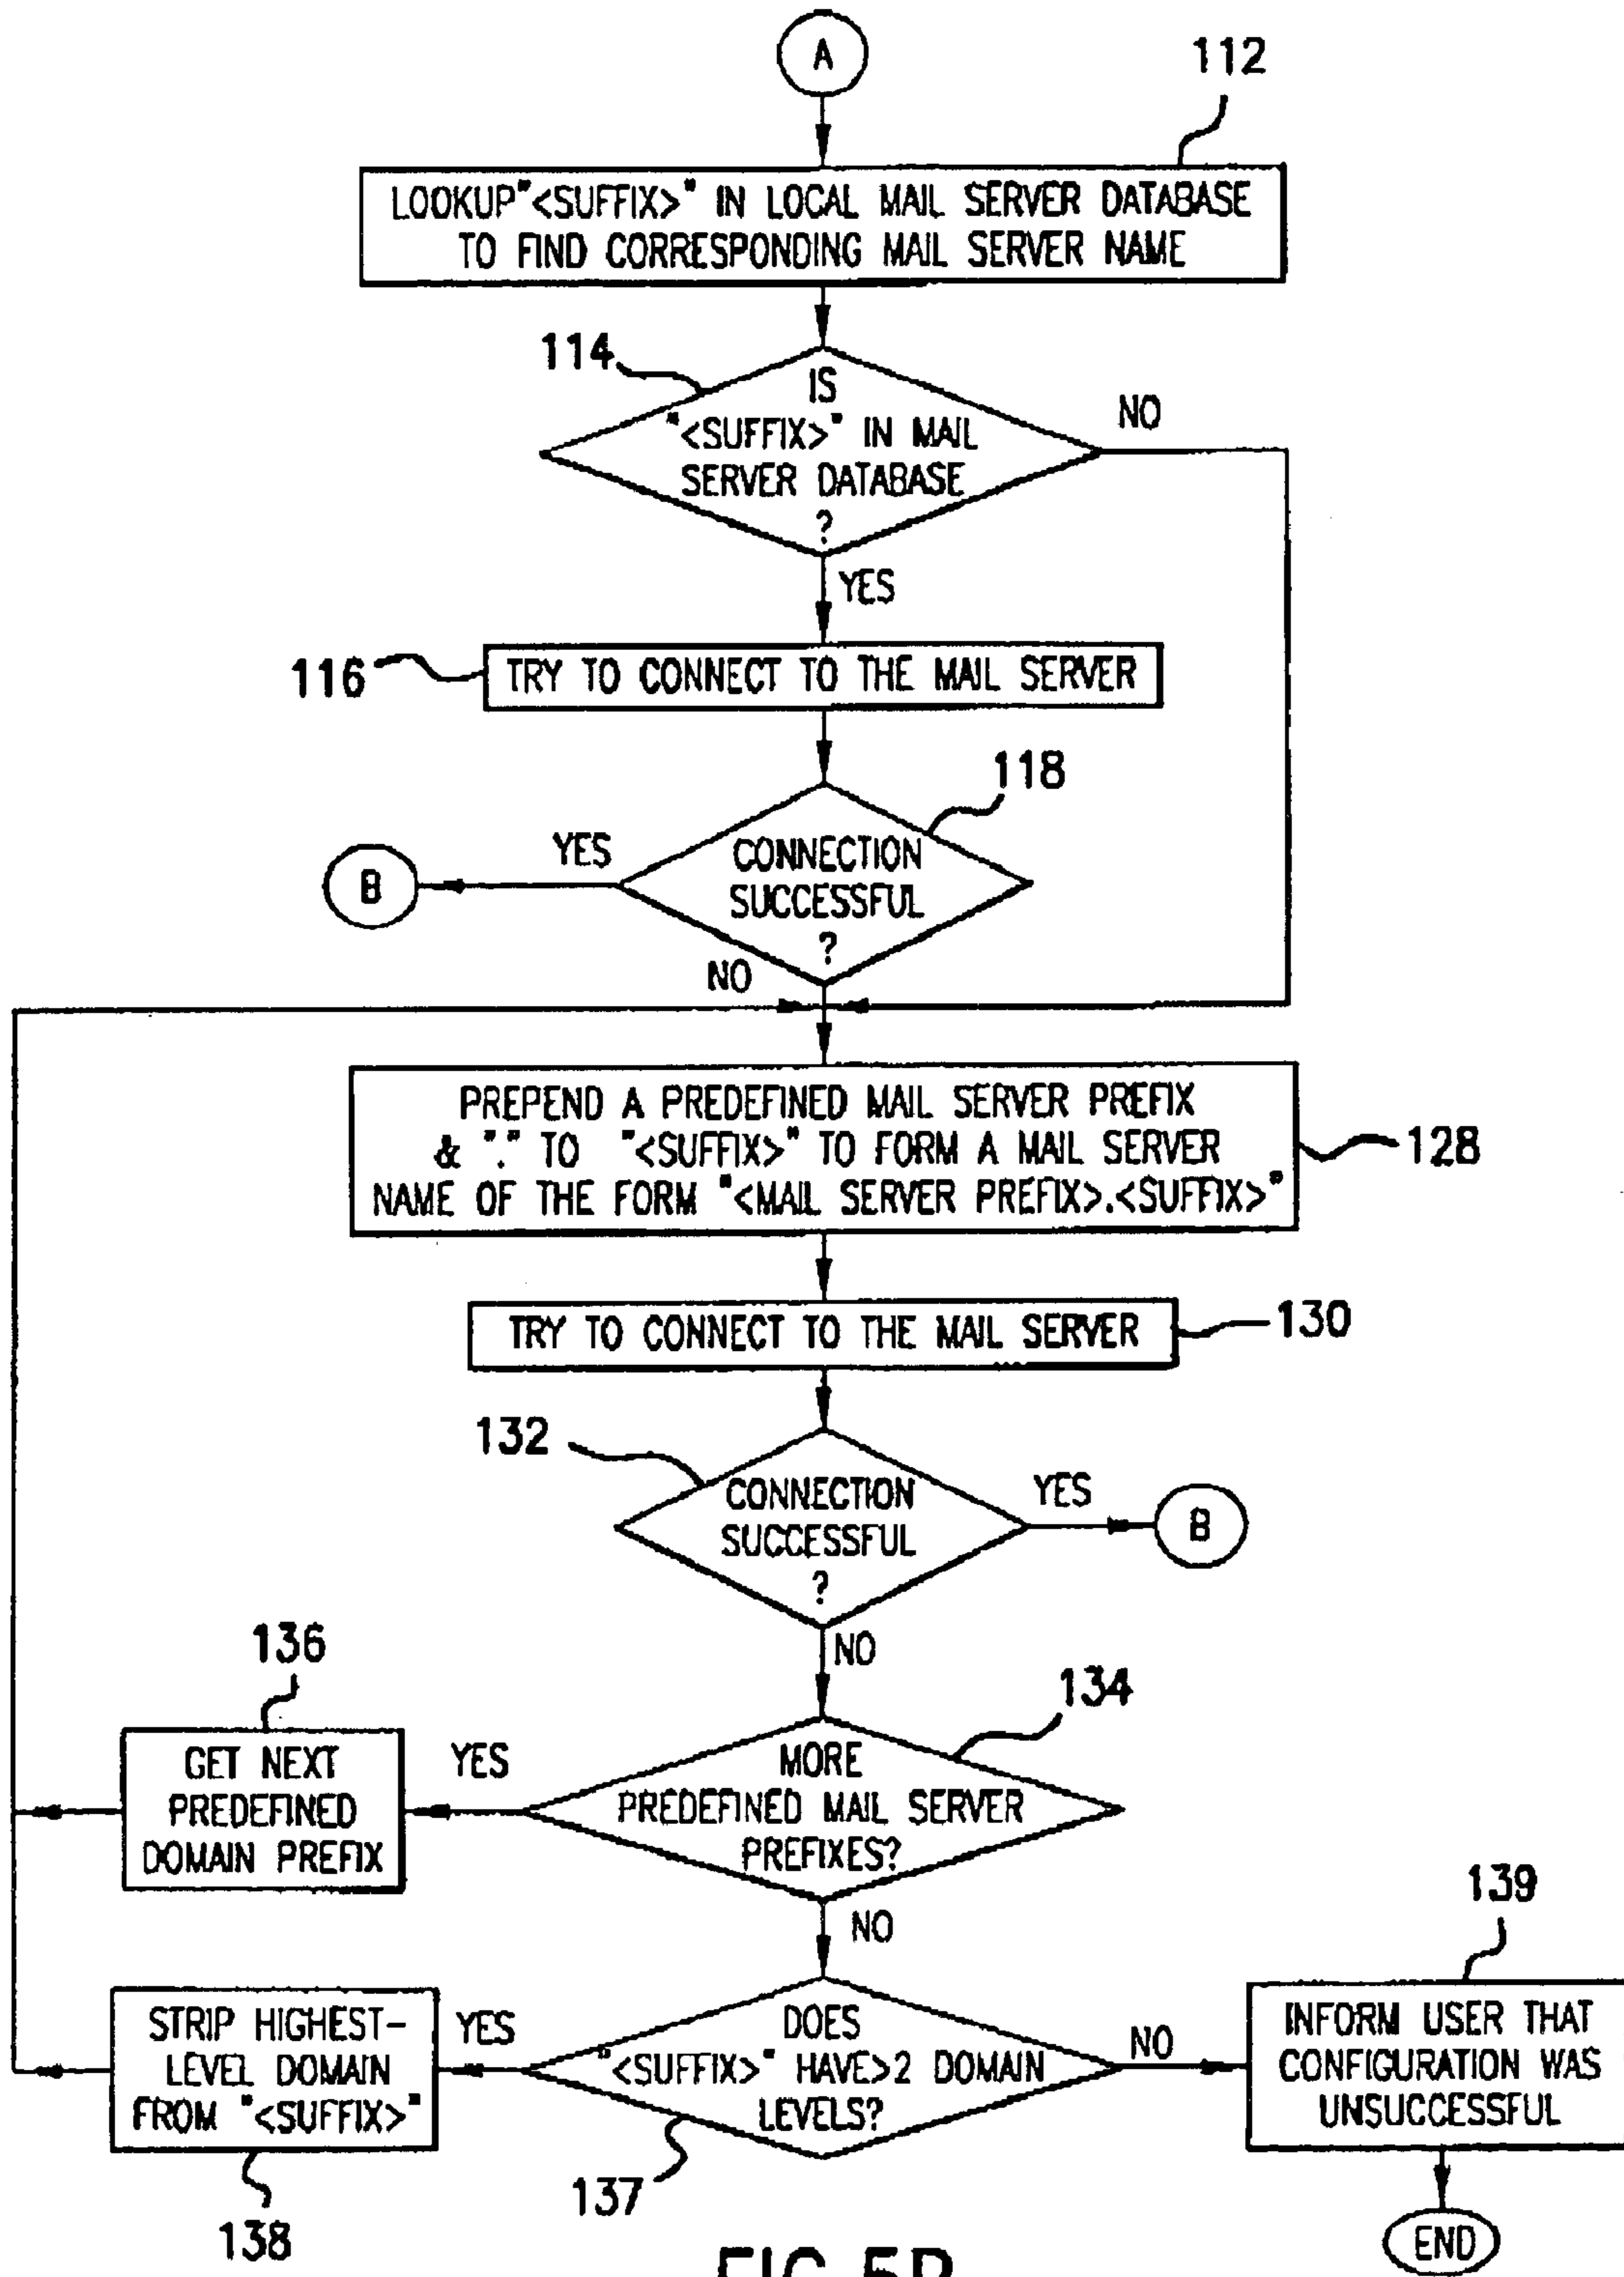 A
112
LOOKUP"<SUFFIX>" IN LOCAL MAIL SERVER DATABASE
TO FIND CORRESPONDING MAIL SERVER NAME
114
IS
"<SUFFIX>" IN MAIL
SERVER DATABASE
?
NO
YES
116
TRY TO CONNECT TO THE MAIL SERVER
118
CONNECTION
SUCCESSFUL
?
YES
B
NO
PREPEND A PREDEFINED MAIL SERVER PREFIX
& "." TO "<SUFFIX>" TO FORM A MAIL SERVER
NAME OF THE FORM "<MAIL SERVER PREFIX>.<SUFFIX>"
128
TRY TO CONNECT TO THE MAIL SERVER
130
132
CONNECTION
SUCCESSFUL
?
YES
B
NO
134
136
GET NEXT
PREDEFINED
DOMAIN PREFIX
YES
MORE
PREDEFINED MAIL SERVER
PREFIXES?
NO
139
STRIP HIGHEST-
LEVEL DOMAIN
FROM "<SUFFIX>"
138
YES
DOES
"<SUFFIX>" HAVE>2 DOMAIN
LEVELS?
137
NO
INFORM USER THAT
CONFIGURATION WAS
UNSUCCESSFUL
END
FIG.5B